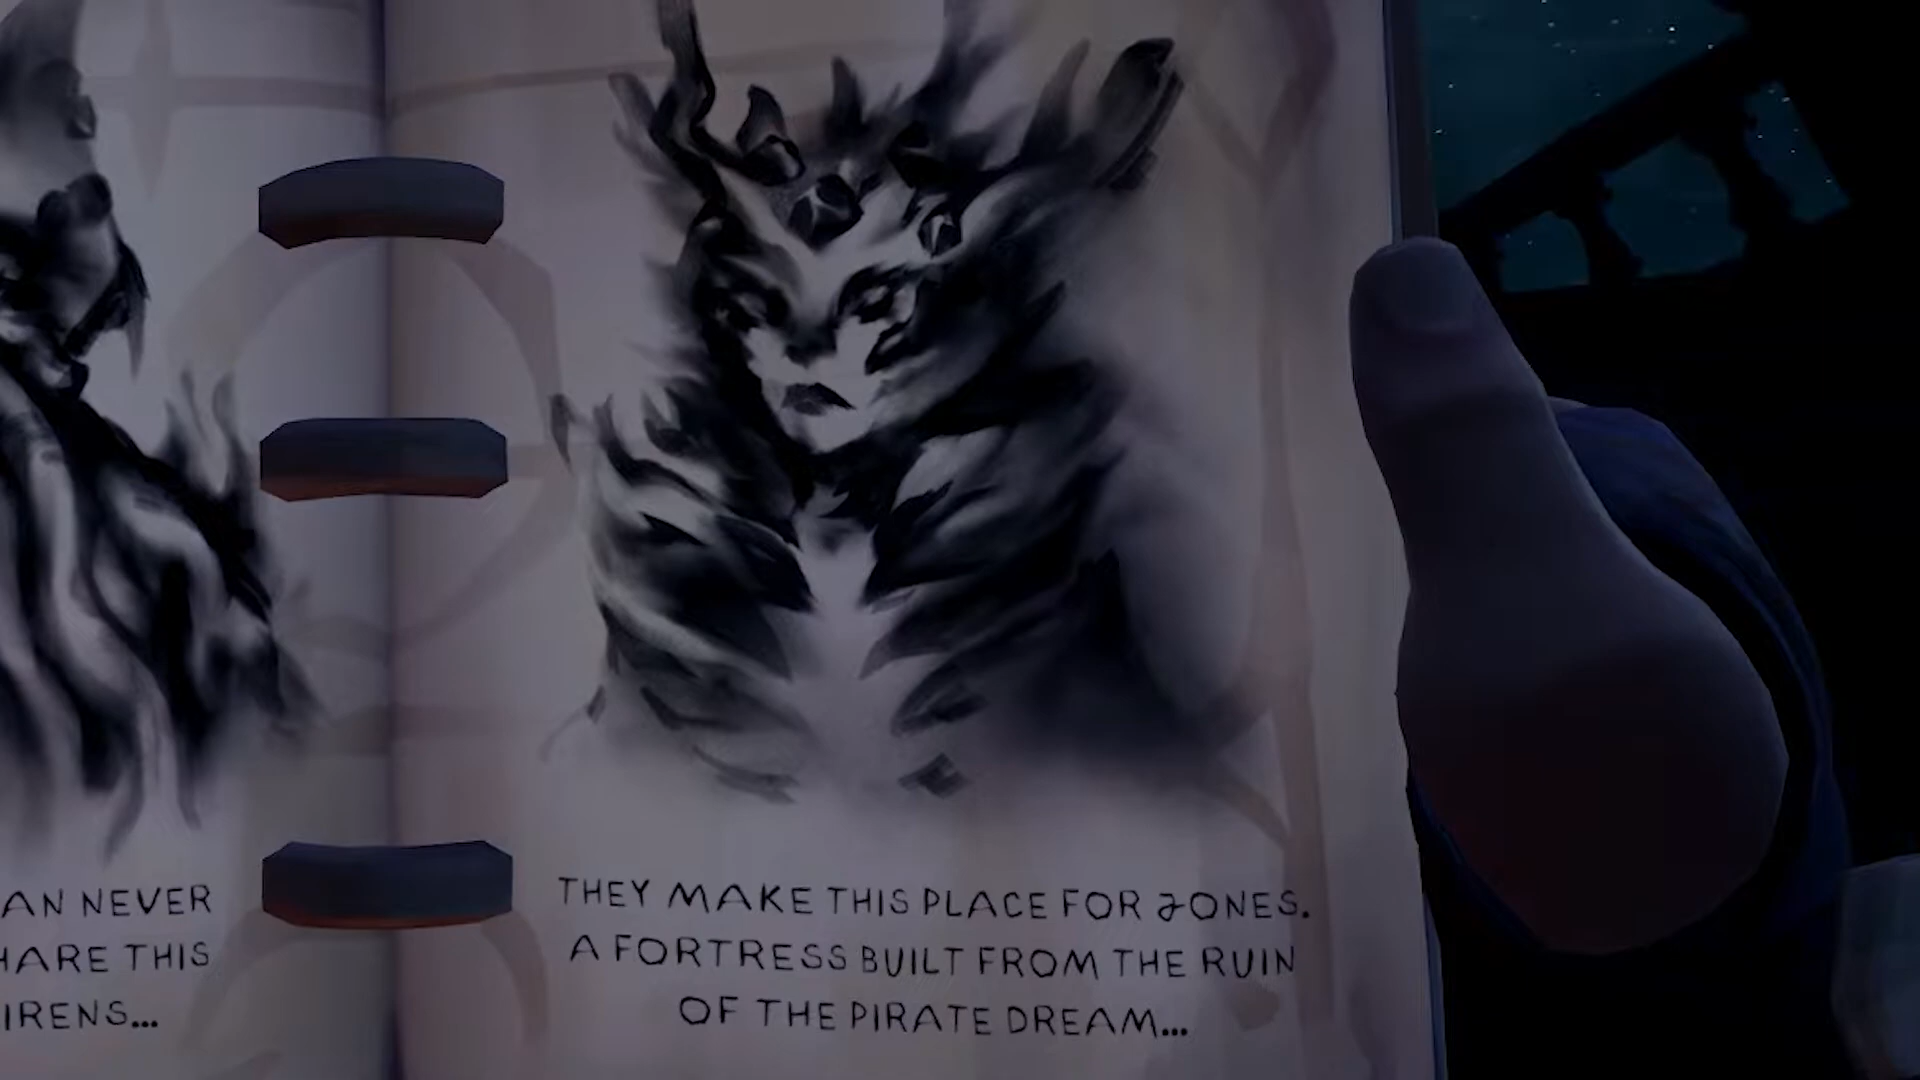 AN NEVER
HARE THIS
IRENS...
THEY MAKE THIS PLACE FOR JONES.
A FORTRESS BUILT FROM THE RUIN
OF THE PIRATE DREAM...